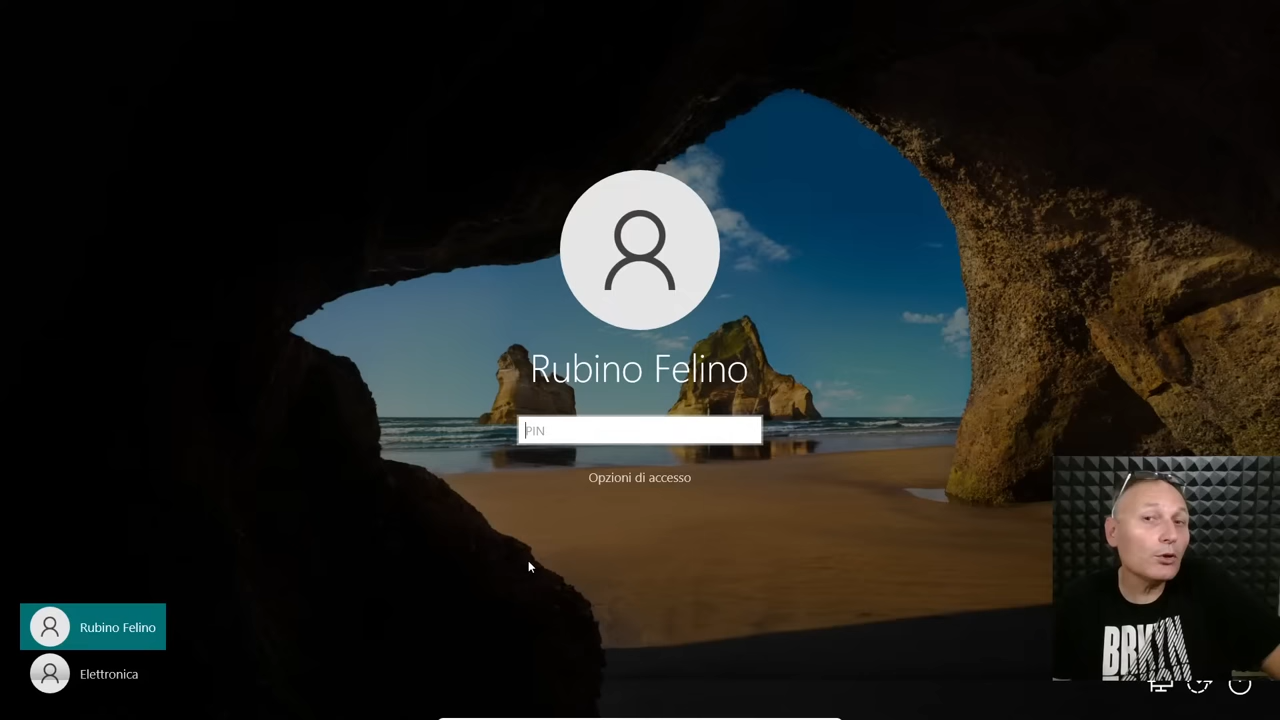 Rubino Felino
PIN
Opzioni di accesso
Rubino Felino
Elettronica